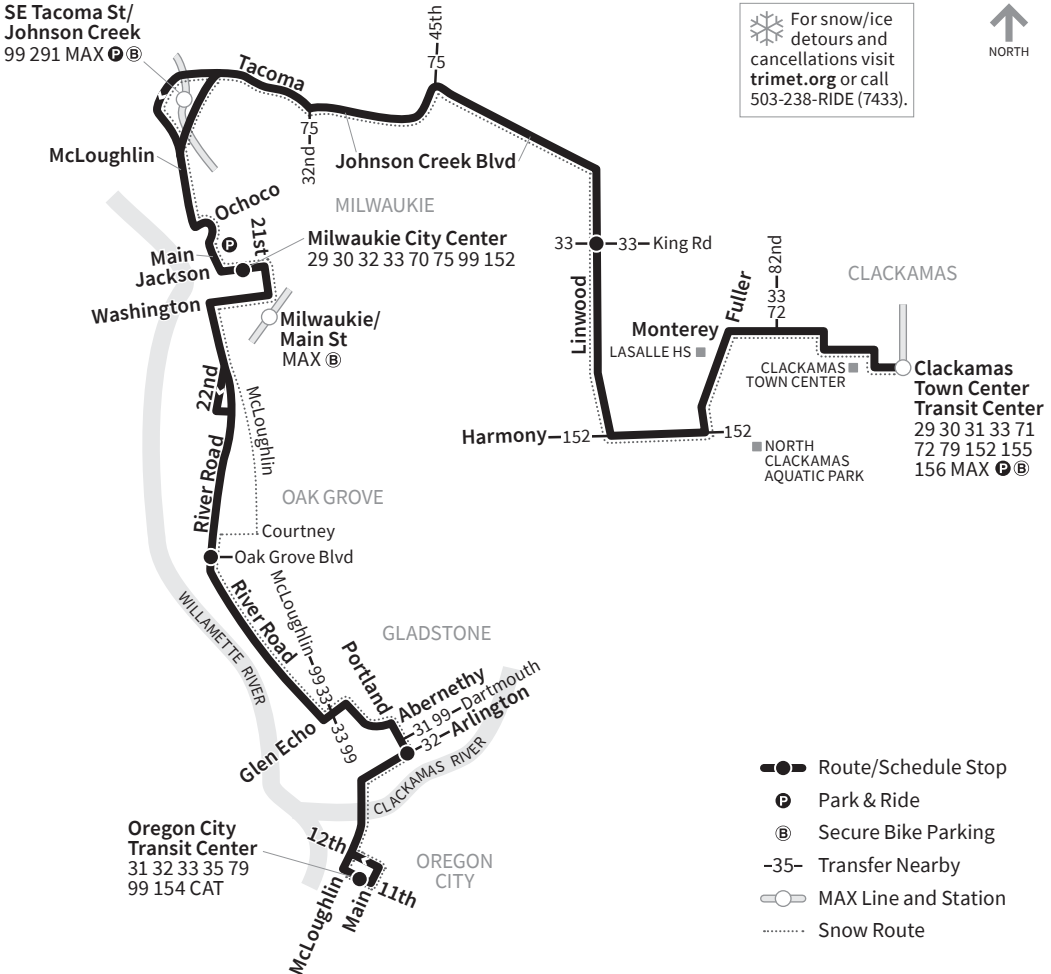 SE Tacoma St/
Johnson Creek
99 291 MAX P B
For snow/ice
detours and
cancellations visit
trimet.org or call
503-238-RIDE (7433).
NORTH
Tacoma
75
45th
75
32nd
Johnson Creek Blvd
McLoughlin
Ochoco
MILWAUKIE
21st
P
Milwaukie City Center
29 30 32 33 70 75 99 152
Main
Jackson
Washington
Milwaukie/
Main St
MAX B
33
33
King Rd
Linwood
82nd
33
72
CLACKAMAS
Fuller
Monterey
LASALLE HS
CLACKAMAS
TOWN CENTER
Clackamas
Town Center
Transit Center
29 30 31 33 71
72 79 152 155
156 MAX P B
Harmony
152
152
NORTH
CLACKAMAS
AQUATIC PARK
22nd
McLoughlin
River Road
OAK GROVE
Courtney
Oak Grove Blvd
McLoughlin
99 33
33 99
River Road
WILLAMETTE RIVER
GLADSTONE
Portland
Abernethy
31 99
Dartmouth
32
Arlington
Glen Echo
CLACKAMAS RIVER
Oregon City
Transit Center
31 32 33 35 79
99 154 CAT
12th
OREGON
CITY
11th
McLoughlin
Main
Route/Schedule Stop
P Park & Ride
B Secure Bike Parking
–35– Transfer Nearby
MAX Line and Station
Snow Route